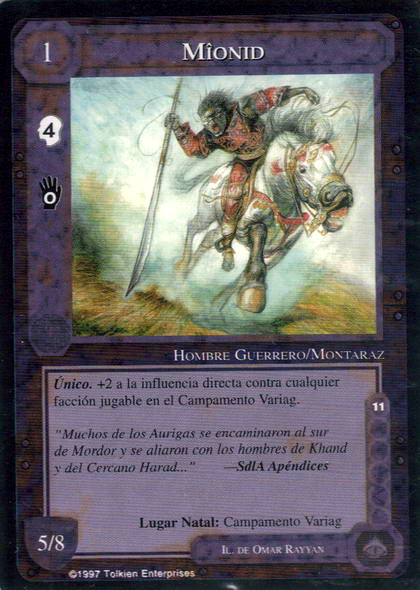 1
Mîonid
4
0
Hombre Guerrero/Montaraz
Único. +2 a la influencia directa contra cualquier
facción jugable en el Campamento Variag.
11
"Muchos de los Aurigas se encaminaron al sur
de Mordor y se aliaron con los hombres de Khand
y del Cercano Harad..." —SdlA Apéndices
Lugar Natal: Campamento Variag
5/8
Il. de Omar Rayyan
©1997 Tolkien Enterprises